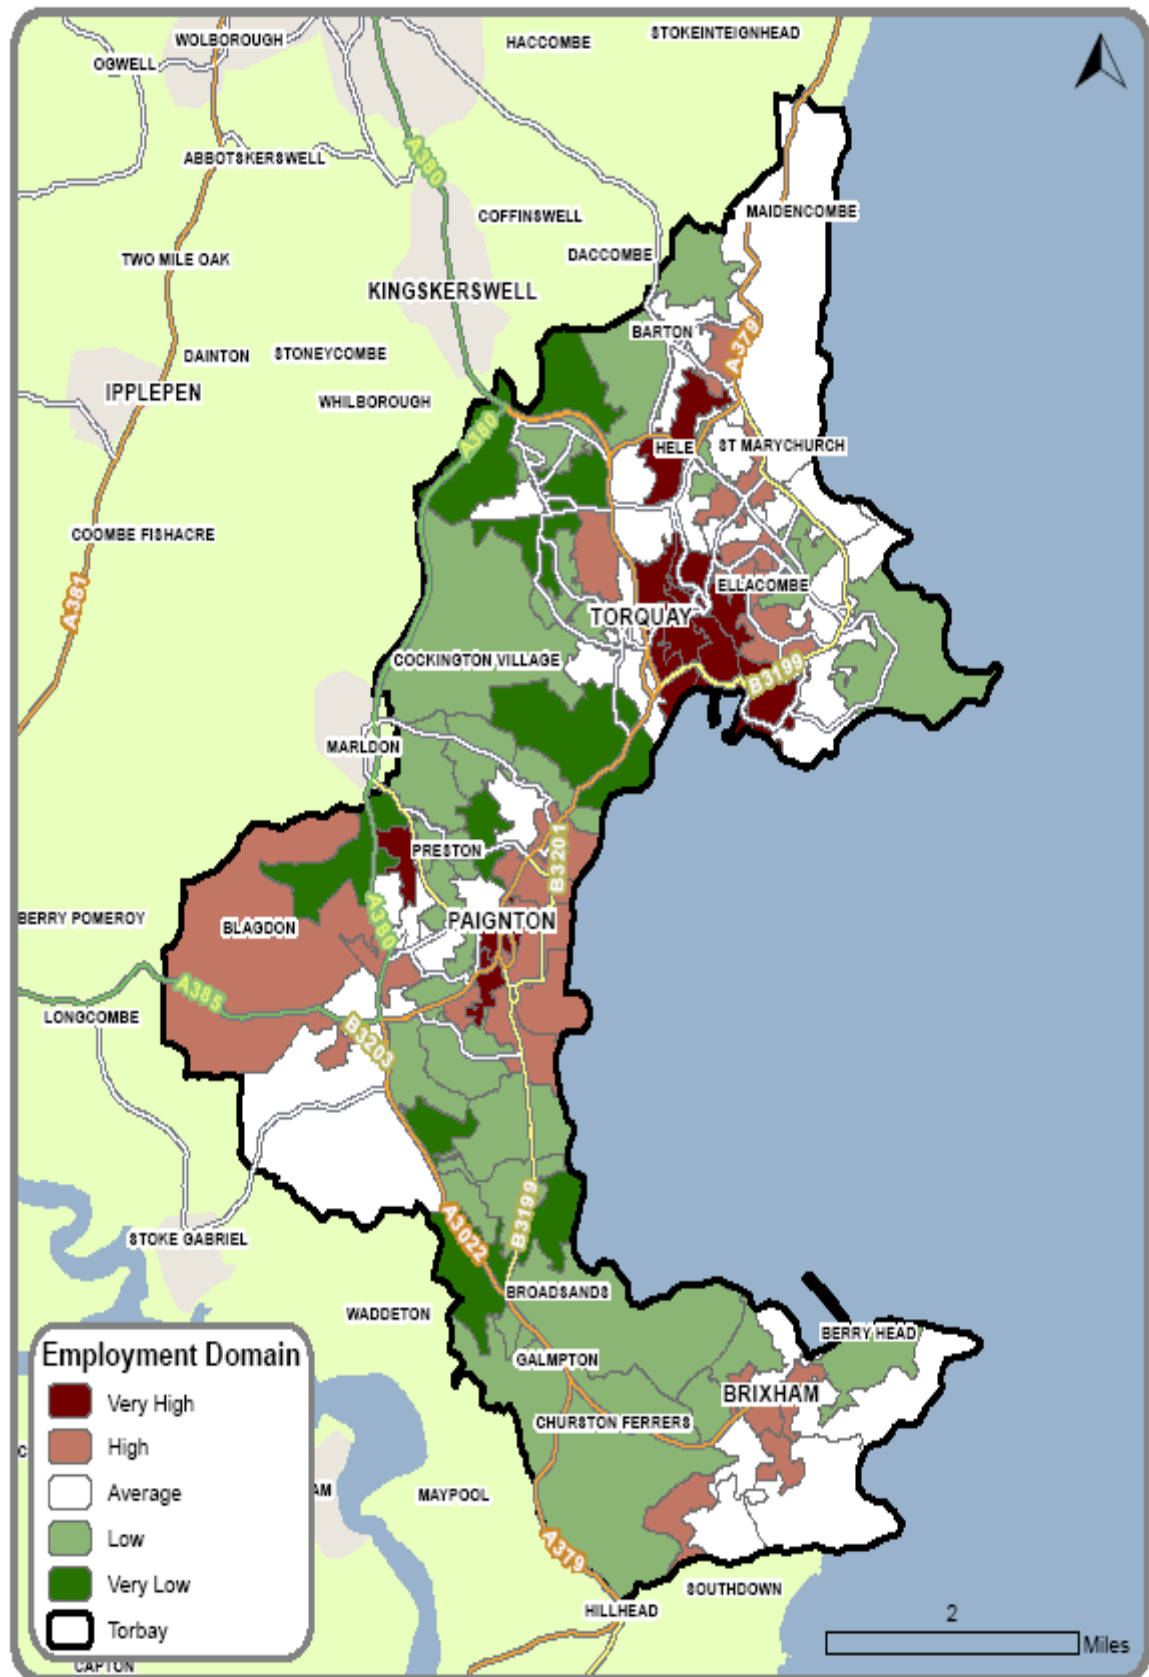 STOKEINTEIGNHEAD
WOLBOROUGH
HACCOMBE
OGWELL
ABBOTSKERSWELL
A380
COFFINSWELL
MAIDENCOMBE
DACCOMBE
TWO MILE OAK
KINGSKERSWELL
BARTON
A379
DAINTON
STONEYCOMBE
IPPLEPEN
WHILBOROUGH
A380
HELE
ST MARYCHURCH
COOMBE FISHACRE
ELLACOMBE
A381
TORQUAY
COCKINGTON VILLAGE
B3199
MARLDON
PRESTON
B3201
BERRY POMEROY
BLAGDON
A380
PAIGNTON
A385
LONGCOMBE
B3203
B3199
STOKE GABRIEL
A3022
BROADSANDS
WADDETON
BERRY HEAD
GALMPTON
BRIXHAM
CHURSTON FERRERS
MAYPOOL
AM
C
A379
SOUTHDOWN
HILLHEAD
CAPTON
Employment Domain
Very High
High
Average
Low
Very Low
Torbay
2
Miles